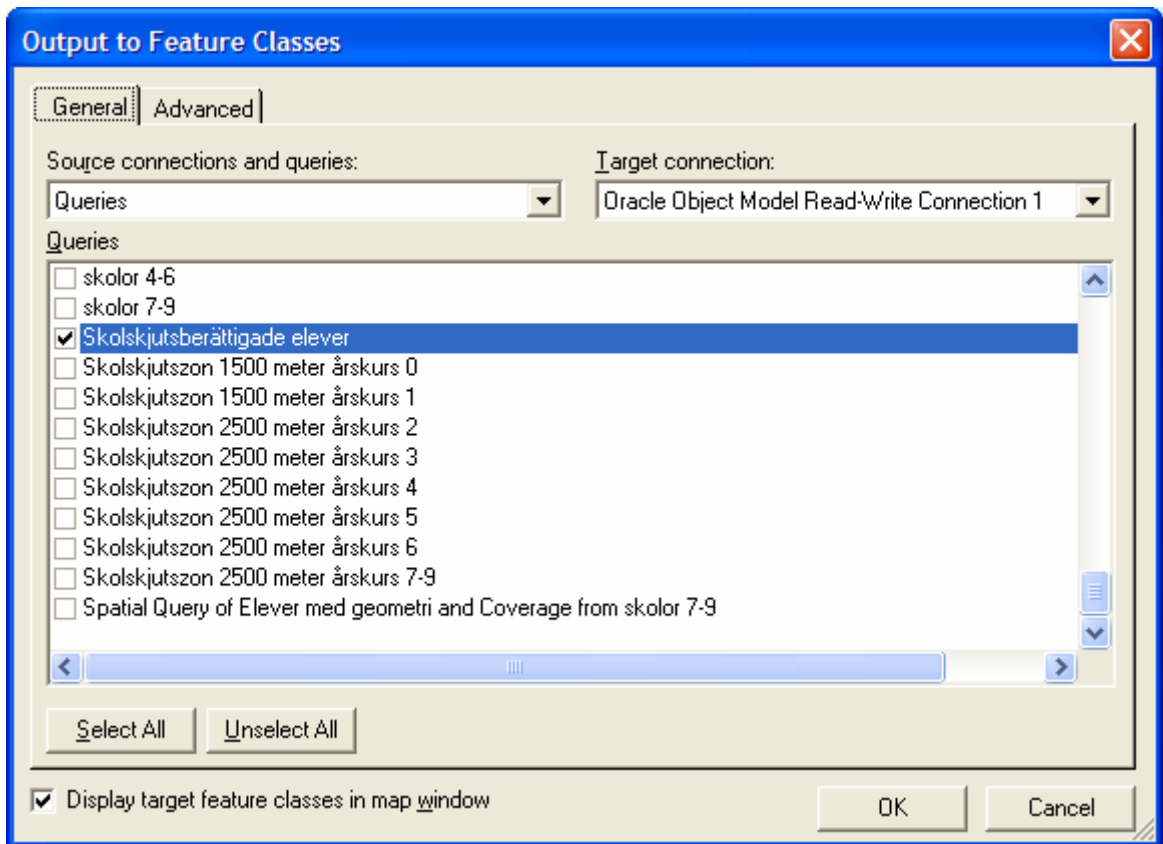 Output to Feature Classes
General Advanced
Source connections and queries: Target connection:
Queries Oracle Object Model Read-Write Connection 1
Queries
skolor 4-6
skolor 7-9
Skolskjutsberättigade elever
Skolskjutszon 1500 meter årskurs 0
Skolskjutszon 1500 meter årskurs 1
Skolskjutszon 2500 meter årskurs 2
Skolskjutszon 2500 meter årskurs 3
Skolskjutszon 2500 meter årskurs 4
Skolskjutszon 2500 meter årskurs 5
Skolskjutszon 2500 meter årskurs 6
Skolskjutszon 2500 meter årskurs 7-9
Spatial Query of Elever med geometri and Coverage from skolor 7-9
Select All Unselect All
Display target feature classes in map window
OK Cancel